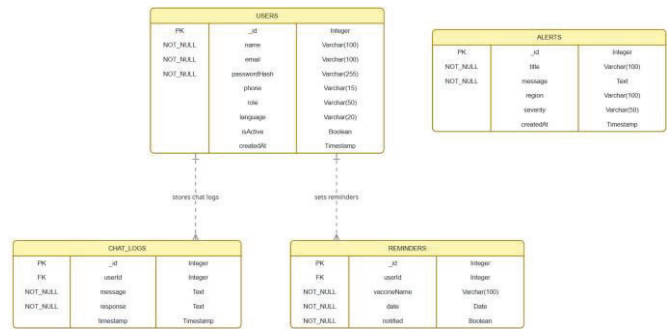 USERS
PK _id Integer
NOT_NULL name Varchar(100)
NOT_NULL email Varchar(100)
NOT_NULL passwordHash Varchar(255)
phone Varchar(15)
role Varchar(50)
language Varchar(20)
isActive Boolean
createdAt Timestamp
ALERTS
PK _id Integer
NOT_NULL title Varchar(100)
NOT_NULL message Text
region Varchar(100)
severity Varchar(50)
createdAt Timestamp
stores chat logs
sets reminders
CHAT_LOGS
PK _id Integer
FK userId Integer
NOT_NULL message Text
NOT_NULL response Text
timestamp Timestamp
REMINDERS
PK _id Integer
FK userId Integer
NOT_NULL vaccineName Varchar(100)
NOT_NULL date Date
NOT_NULL notified Boolean